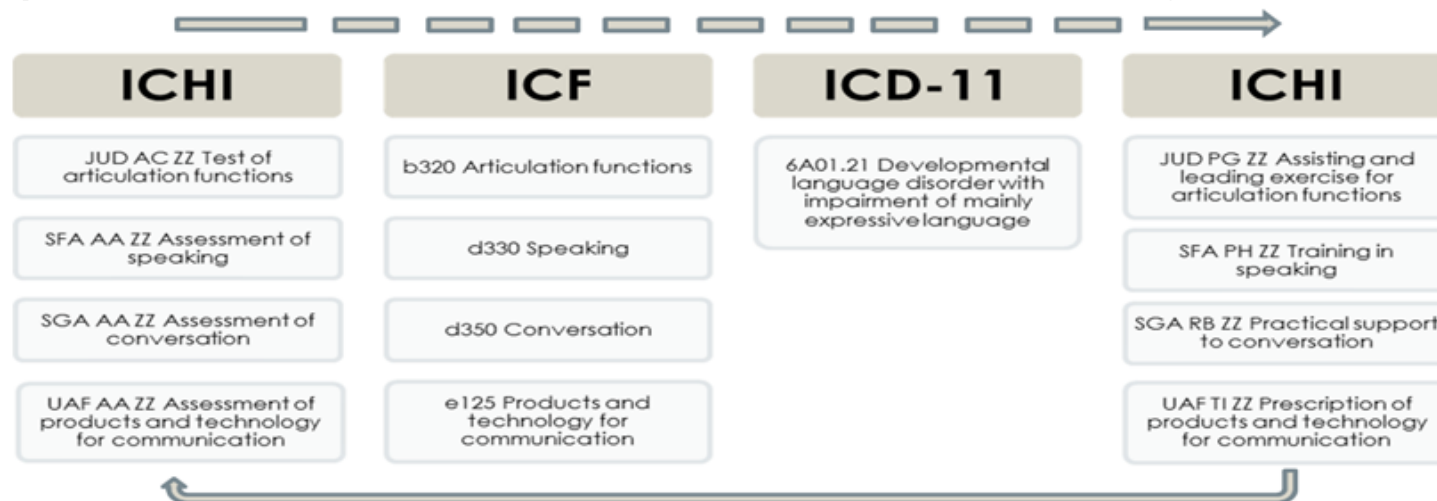 ICHI
JUD AC ZZ Test of
articulation functions
SFA AA ZZ Assessment of
speaking
SGA AA ZZ Assessment of
conversation
UAF AA ZZ Assessment of
products and technology
for communication
ICF
b320 Articulation functions
d330 Speaking
d350 Conversation
e125 Products and
technology for
communication
ICD-11
6A01.21 Developmental
language disorder with
impairment of mainly
expressive language
ICHI
JUD PG ZZ Assisting and
leading exercise for
articulation functions
SFA PH ZZ Training in
speaking
SGA RB ZZ Practical support
to conversation
UAF TI ZZ Prescription of
products and technology
for communication